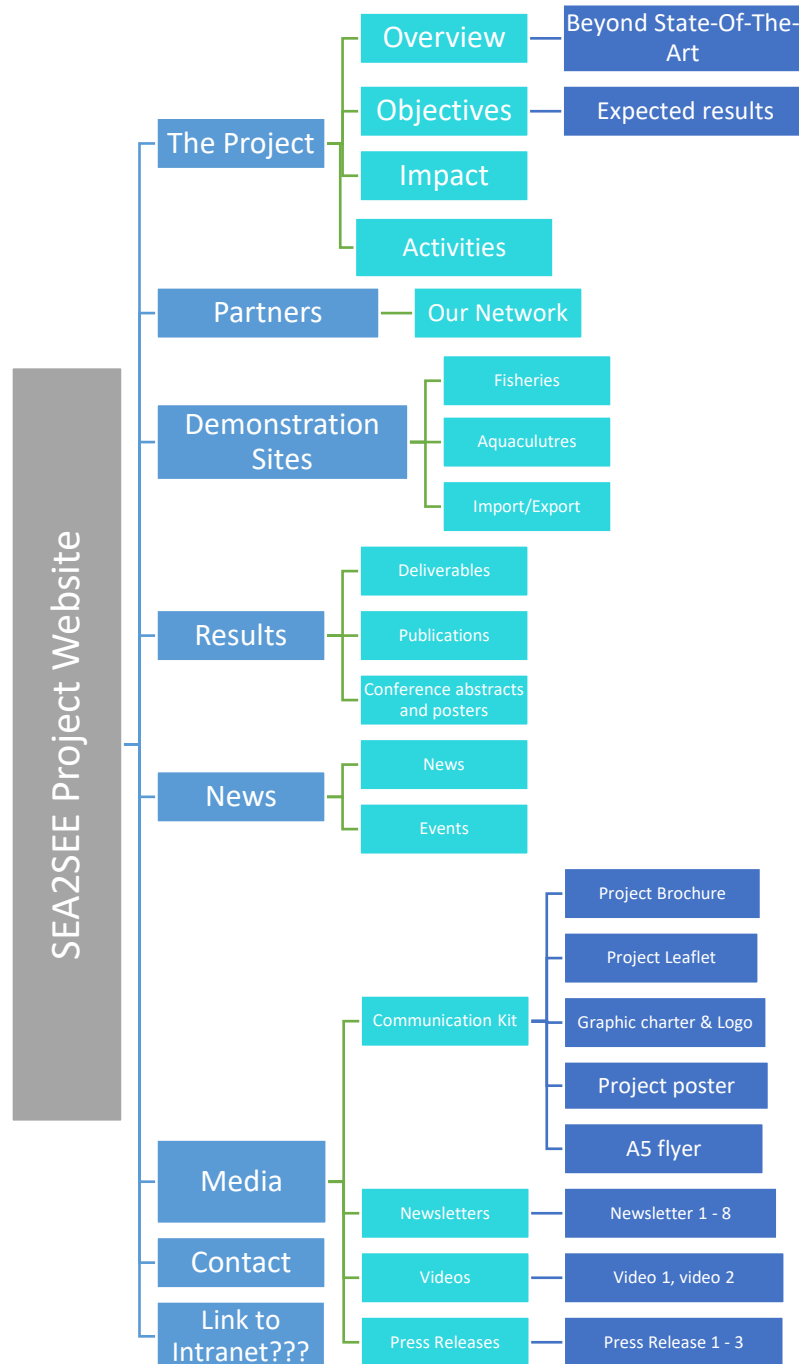 SEA2SEE Project Website
The Project
Overview
Beyond State-Of-The-
Art
Objectives
Expected results
Impact
Activities
Partners
Our Network
Demonstration
Sites
Fisheries
Aquaculutres
Import/Export
Results
Deliverables
Publications
Conference abstracts
and posters
News
News
Events
Media
Communication Kit
Project Brochure
Project Leaflet
Graphic charter & Logo
Project poster
A5 flyer
Newsletters
Newsletter 1 - 8
Videos
Video 1, video 2
Press Releases
Press Release 1 - 3
Contact
Link to
Intranet???